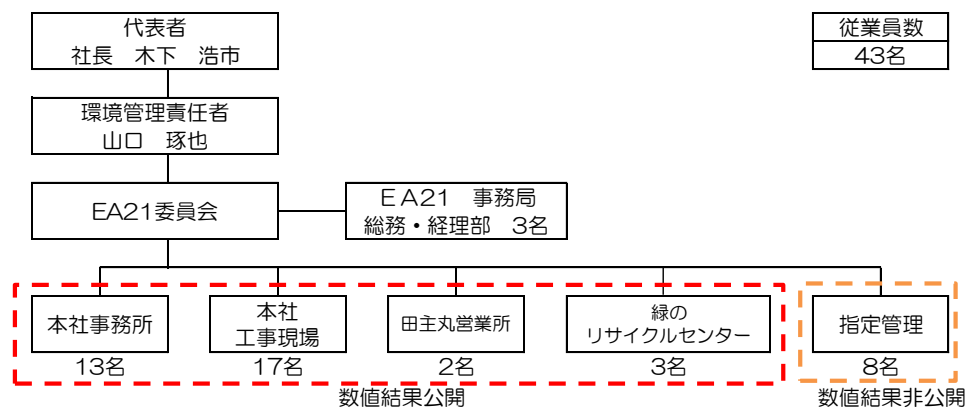 代表者
社長　木下　浩市
従業員数
43名
環境管理責任者
山口　琢也
EA21委員会
ＥＡ21　事務局
総務・経理部　3名
本社事務所
本社
工事現場
田主丸営業所
緑の
リサイクルセンター
指定管理
13名
17名
2名
3名
8名
数値結果公開
数値結果非公開